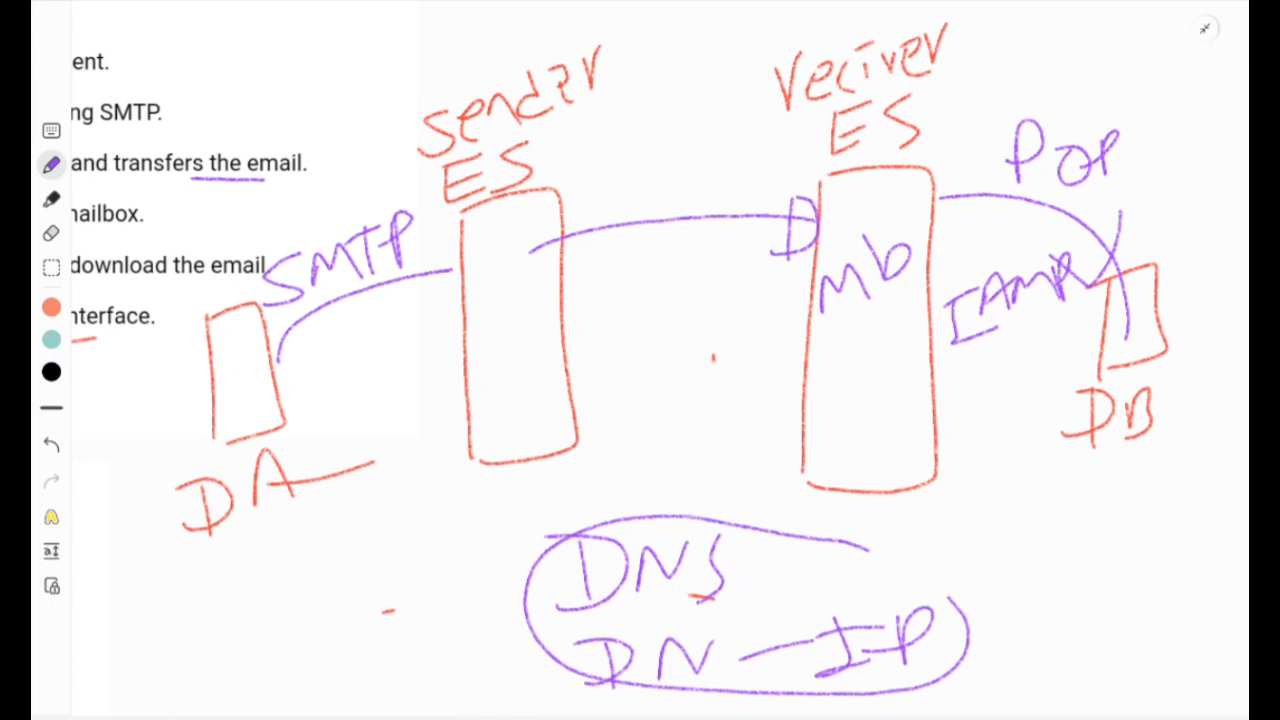 ent.
ng SMTP.
and transfers the email.
nailbox.
download the email
nterface.
sender
ES
reciver
ES
SMTP
D
Mb
POP
IAMP
DA
DB
DNS
DN - IP